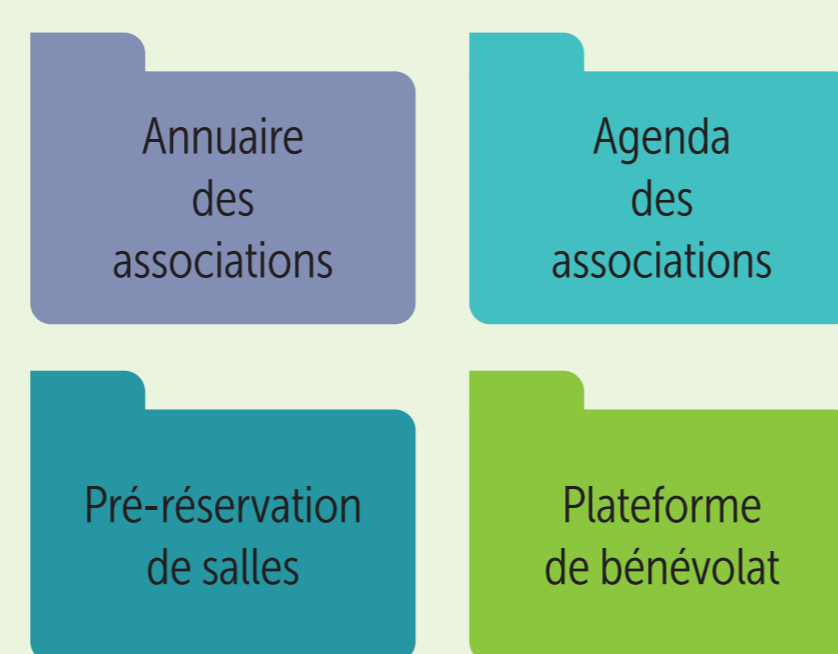 Annuaire
des
associations
Agenda
des
associations
Pré-réservation
de salles
Plateforme
de bénévolat